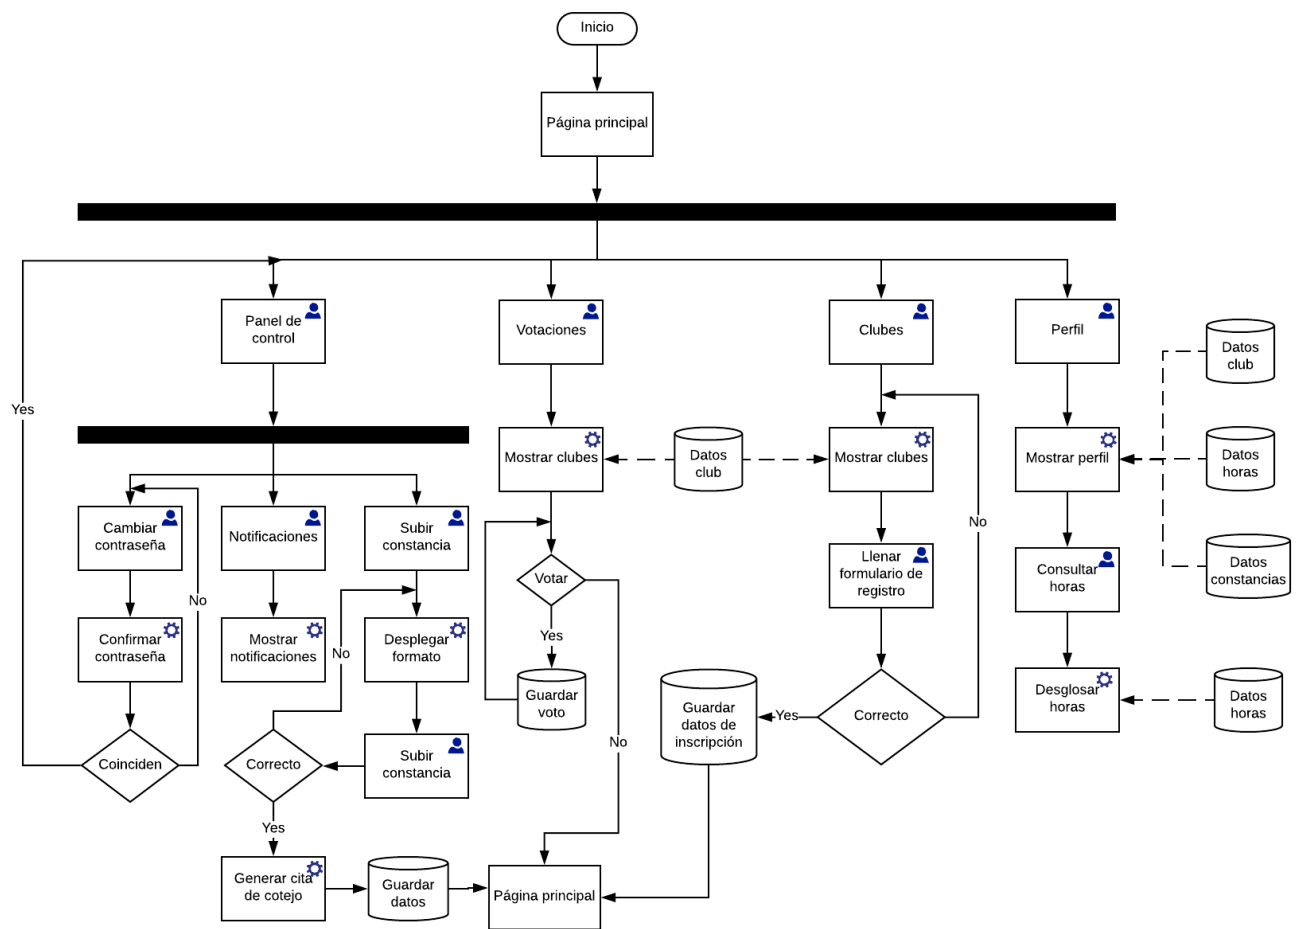 Inicio
Página principal
Panel de
control
Votaciones
Clubes
Perfil
Datos
club
Yes
Mostrar clubes
Datos
club
Mostrar clubes
Mostrar perfil
Datos
horas
No
Cambiar
contraseña
Notificaciones
Subir
constancia
Votar
Llenar
formulario de
registro
Consultar
horas
Datos
constancias
No
Yes
Confirmar
contraseña
Mostrar
notificaciones
No
Desplegar
formato
Guardar
voto
Guardar
datos de
inscripción
Yes
Correcto
Desglosar
horas
Datos
horas
No
Coinciden
Correcto
Subir
constancia
Yes
Generar cita
de cotejo
Guardar
datos
Página principal